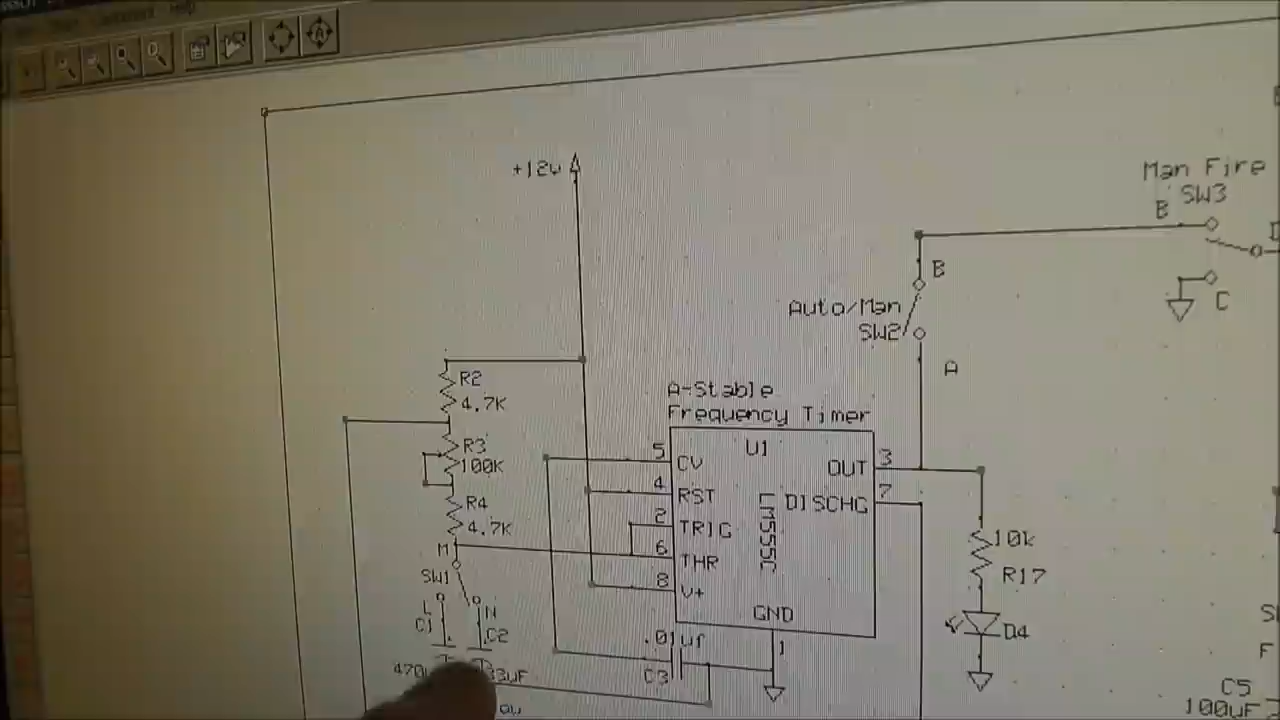 +12v
Man Fire
SW3
B
B
Auto/Man
SW2
A
C
R2
4.7K
R3
100K
R4
4.7K
M
SW1
L
N
C1
C2
A-Stable
Frequency Timer
U1
LM555C
5
CV
4
RST
2
TRIG
6
THR
8
V+
OUT
3
DISCHG
7
GND
1
.01uf
C3
10k
R17
D4
C5
100uF